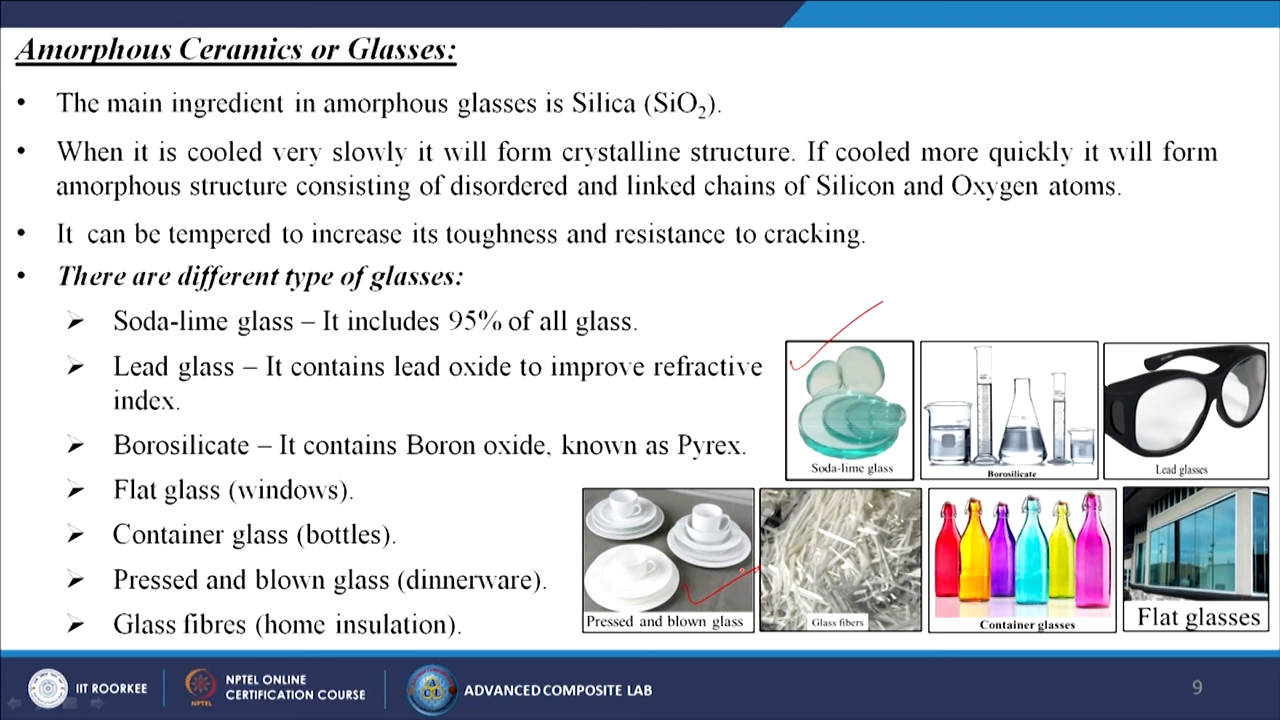 Amorphous Ceramics or Glasses:
• The main ingredient in amorphous glasses is Silica (SiO₂).
• When it is cooled very slowly it will form crystalline structure. If cooled more quickly it will form
amorphous structure consisting of disordered and linked chains of Silicon and Oxygen atoms.
• It can be tempered to increase its toughness and resistance to cracking.
• There are different type of glasses:
➢ Soda-lime glass – It includes 95% of all glass.
➢ Lead glass – It contains lead oxide to improve refractive
index.
➢ Borosilicate – It contains Boron oxide, known as Pyrex.
➢ Flat glass (windows).
➢ Container glass (bottles).
➢ Pressed and blown glass (dinnerware).
➢ Glass fibres (home insulation).
Soda-lime glass
Borosilicate
Lead glasses
Pressed and blown glass
Glass fibers
Container glasses
Flat glasses
IIT ROORKEE
NPTEL
NPTEL ONLINE
CERTIFICATION COURSE
ADVANCED COMPOSITE LAB
9